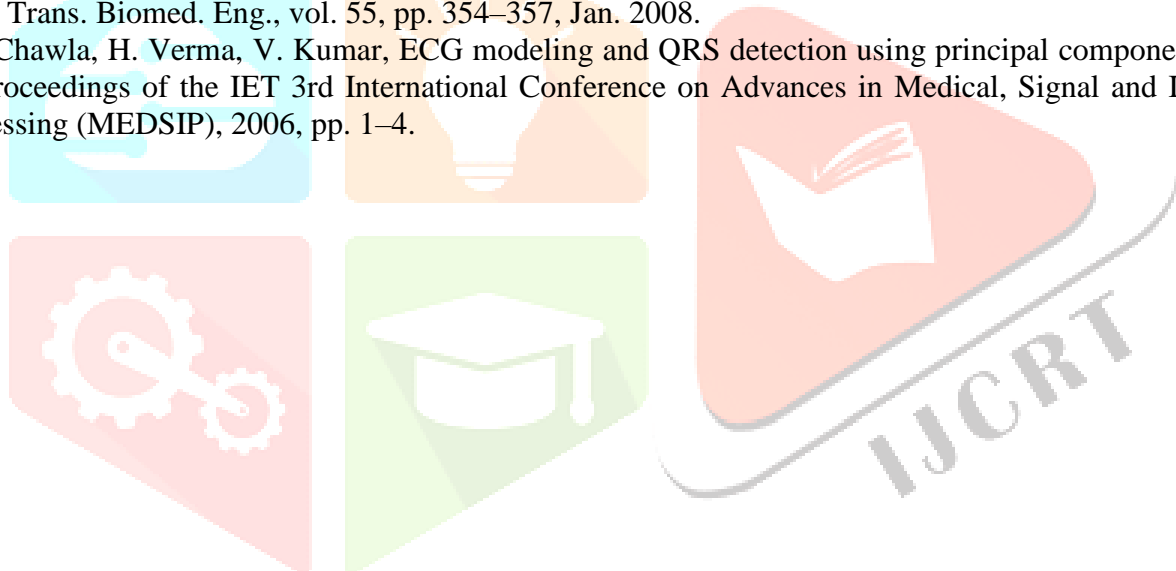 Trans. Biomed. Eng., vol. 55, pp. 354–357, Jan. 2008.
Chawla, H. Verma, V. Kumar, ECG modeling and QRS detection using principal compone
roceedings of the IET 3rd International Conference on Advances in Medical, Signal and I
essing (MEDSIP), 2006, pp. 1–4.
IJCRT